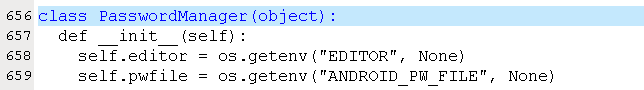 656 class PasswordManager(object):
657   def __init__(self):
658     self.editor = os.getenv("EDITOR", None)
659     self.pwfile = os.getenv("ANDROID_PW_FILE", None)